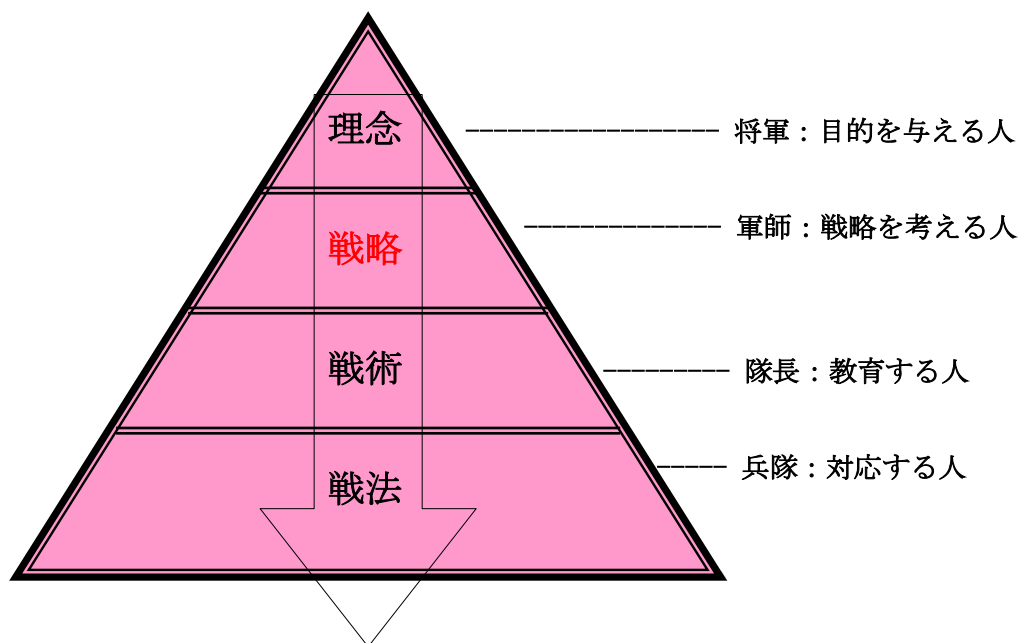 理念
将軍：目的を与える人
戦略
軍師：戦略を考える人
戦術
隊長：教育する人
戦法
兵隊：対応する人